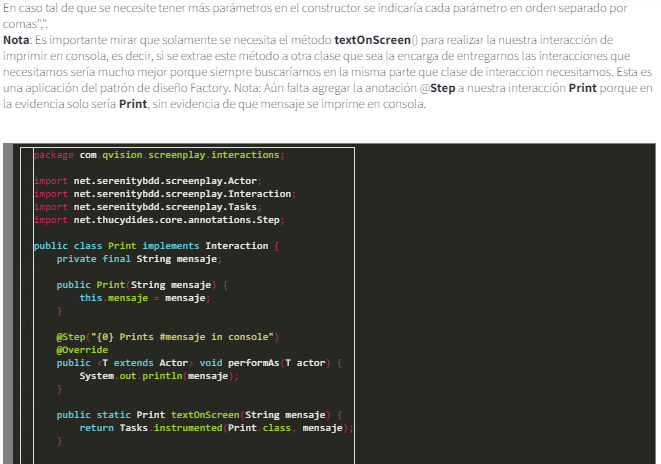 En caso tal de que se necesite tener más parámetros en el constructor se indicaría cada parámetro en orden separado por
comas",".
Nota: Es importante mirar que solamente se necesita el método textOnScreen() para realizar la nuestra interacción de
imprimir en consola, es decir, si se extrae este método a otra clase que sea la encarga de entregarnos las interacciones que
necesitamos sería mucho mejor porque siempre buscaríamos en la misma parte que clase de interacción necesitamos. Esta es
una aplicación del patrón de diseño Factory. Nota: Aún falta agregar la anotación @Step a nuestra interacción Print porque en
la evidencia solo sería Print, sin evidencia de que mensaje se imprime en consola.
package com.qvision.screenplay.interactions;
import net.serenitybdd.screenplay.Actor;
import net.serenitybdd.screenplay.Interaction;
import net.serenitybdd.screenplay.Tasks;
import net.thucydides.core.annotations.Step;
public class Print implements Interaction {
private final String mensaje;
public Print(String mensaje) {
this.mensaje = mensaje;
}
@Step("{0} Prints #mensaje in console")
@Override
public <T extends Actor> void performAs(T actor) {
System.out.println(mensaje);
}
public static Print textOnScreen(String mensaje) {
return Tasks.instrumented(Print.class, mensaje);
}